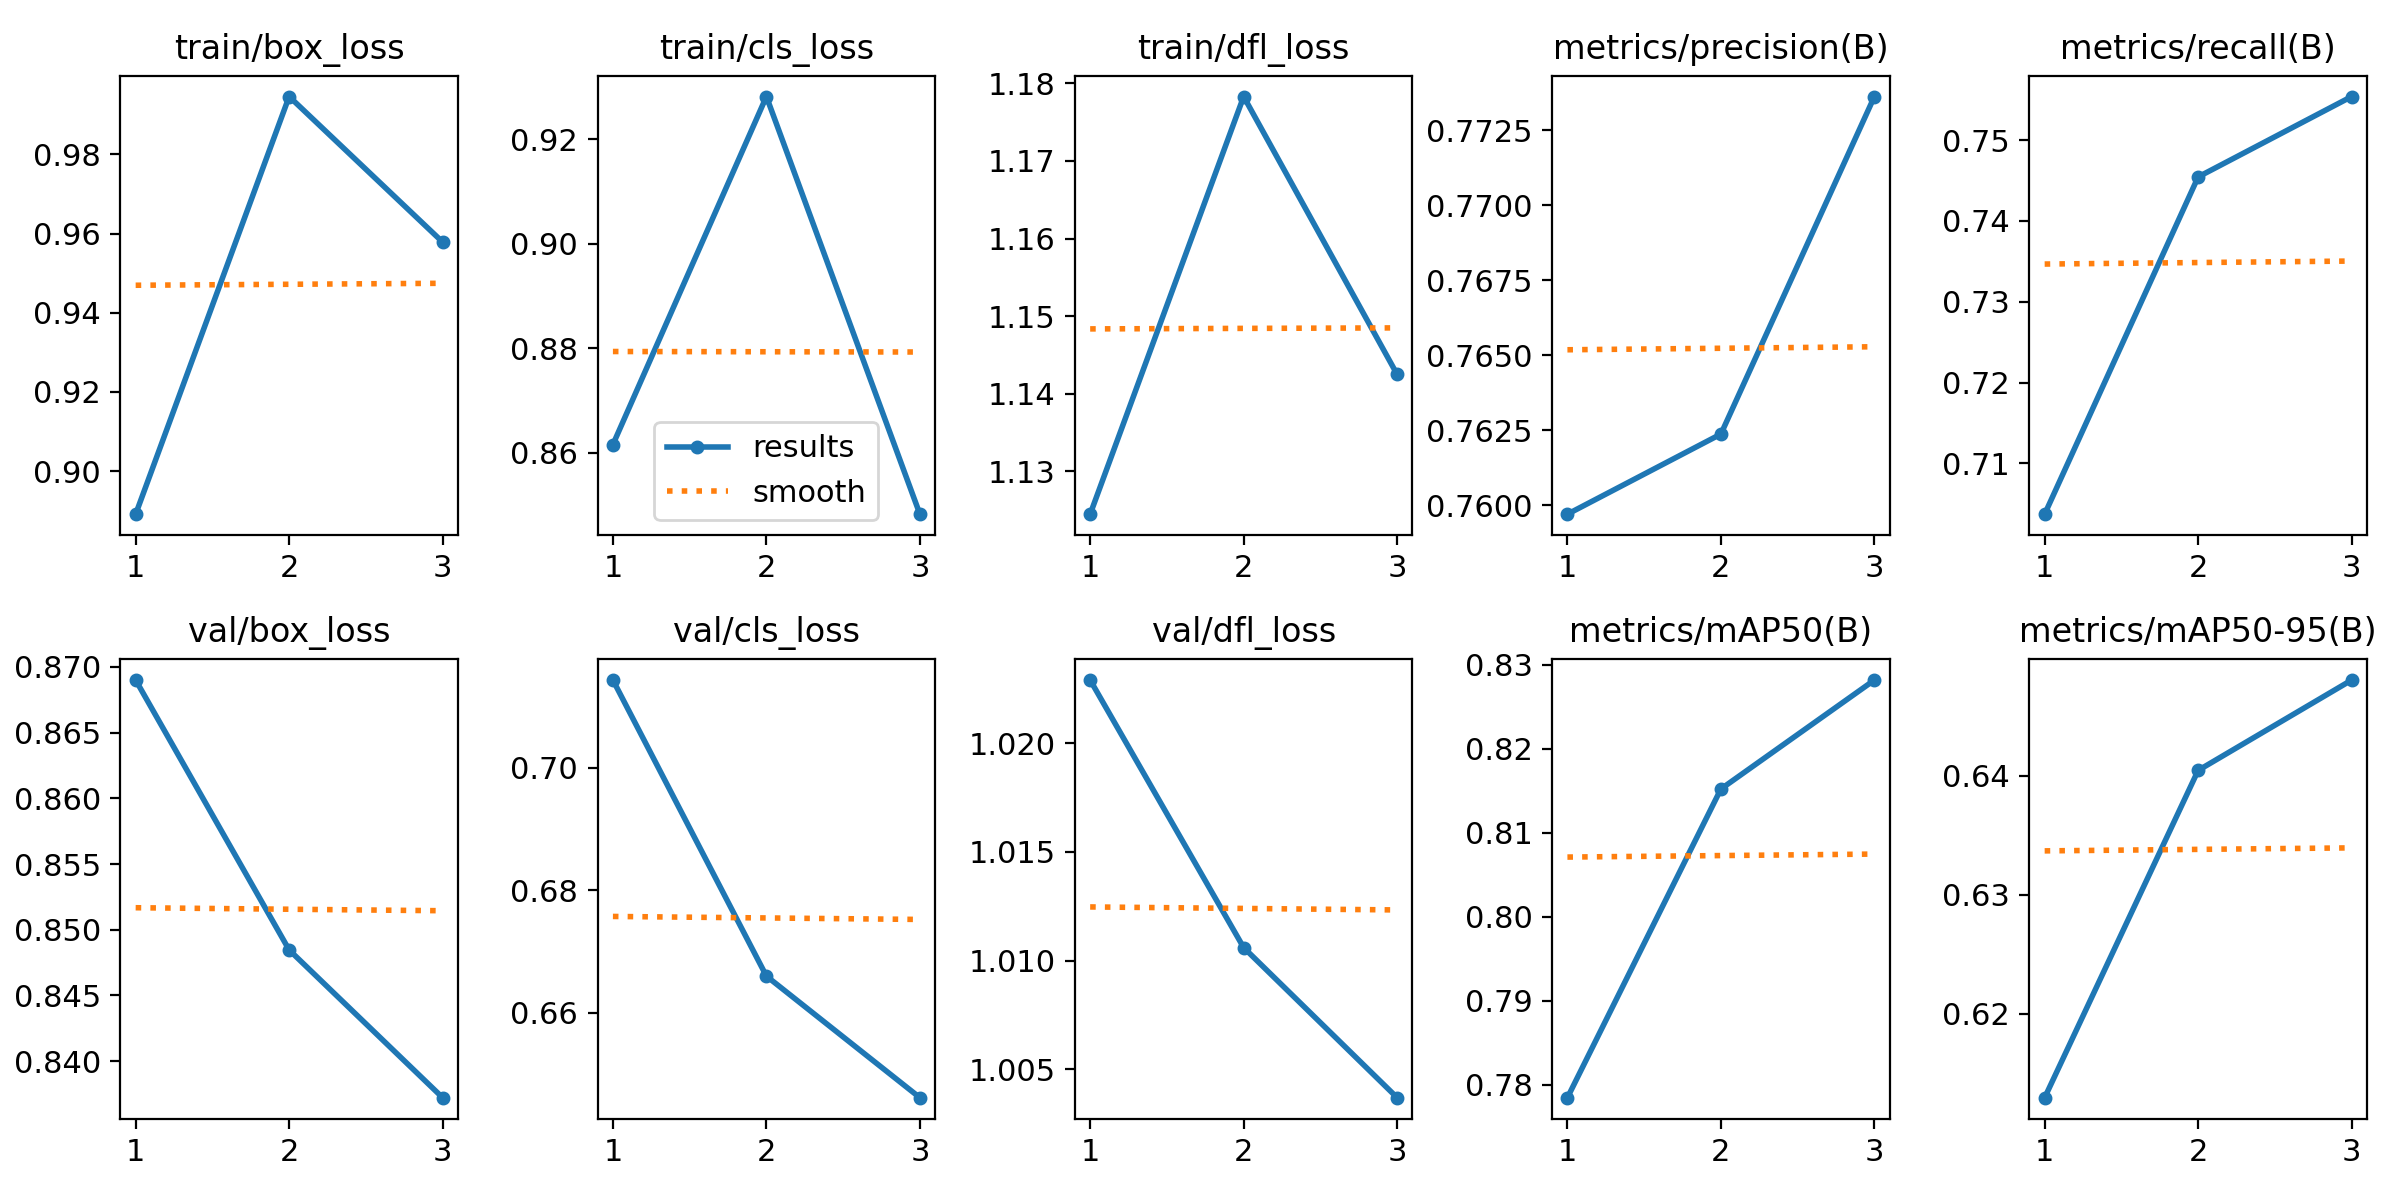 train/box_loss
0.98
0.96
0.94
0.92
0.90
1 2 3
train/cls_loss
0.92
0.90
0.88
0.86
results
smooth
1 2 3
train/dfl_loss
1.18
1.17
1.16
1.15
1.14
1.13
1 2 3
metrics/precision(B)
0.7725
0.7700
0.7675
0.7650
0.7625
0.7600
1 2 3
metrics/recall(B)
0.75
0.74
0.73
0.72
0.71
1 2 3
val/box_loss
0.870
0.865
0.860
0.855
0.850
0.845
0.840
1 2 3
val/cls_loss
0.70
0.68
0.66
1 2 3
val/dfl_loss
1.020
1.015
1.010
1.005
1 2 3
metrics/mAP50(B)
0.83
0.82
0.81
0.80
0.79
0.78
1 2 3
metrics/mAP50-95(B)
0.64
0.63
0.62
1 2 3